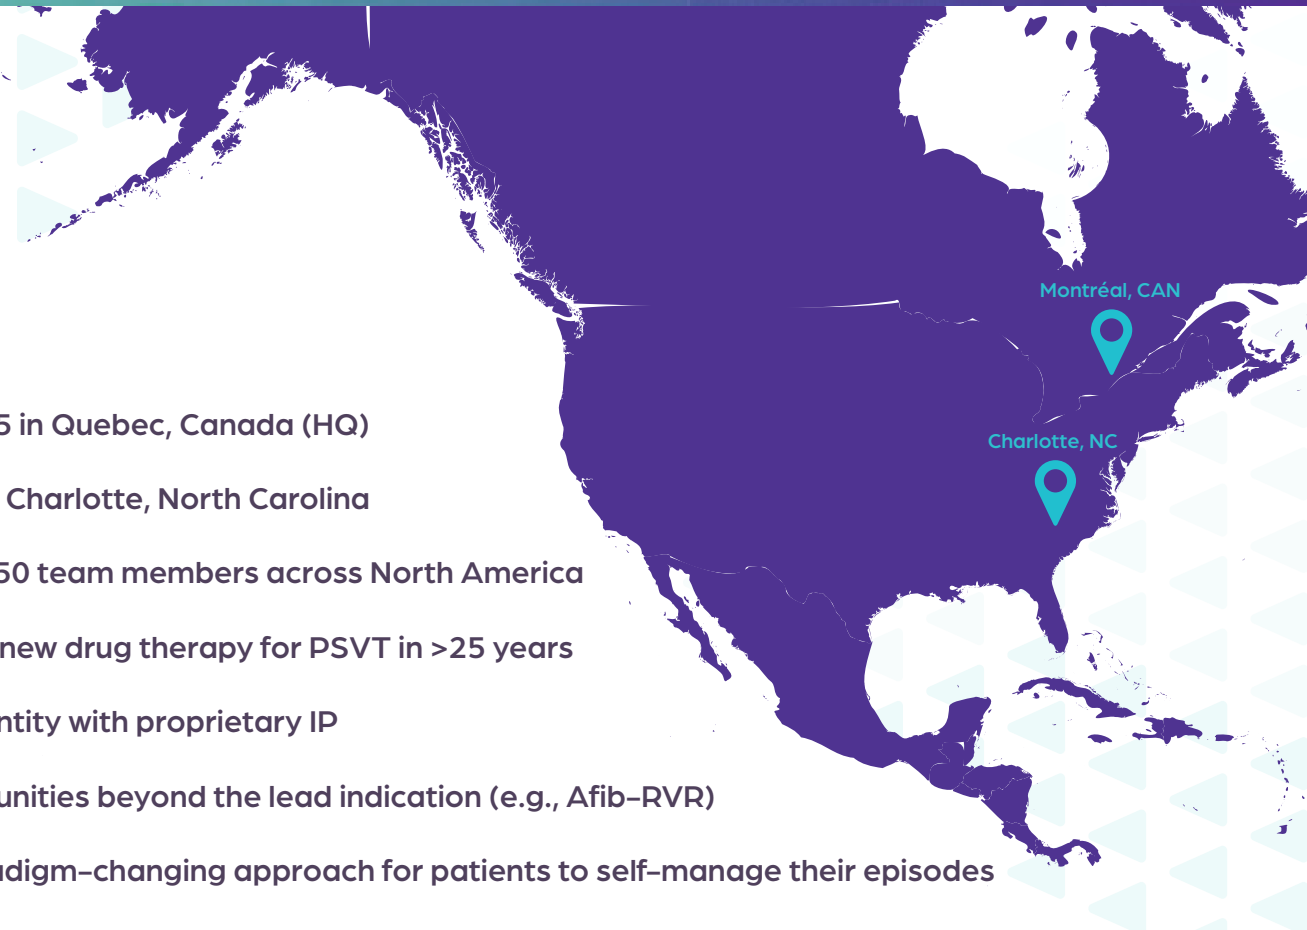 Montréal, CAN
Charlotte, NC
5 in Quebec, Canada (HQ)
Charlotte, North Carolina
50 team members across North America
new drug therapy for PSVT in >25 years
ntity with proprietary IP
unities beyond the lead indication (e.g., Afib-RVR)
digm-changing approach for patients to self-manage their episodes